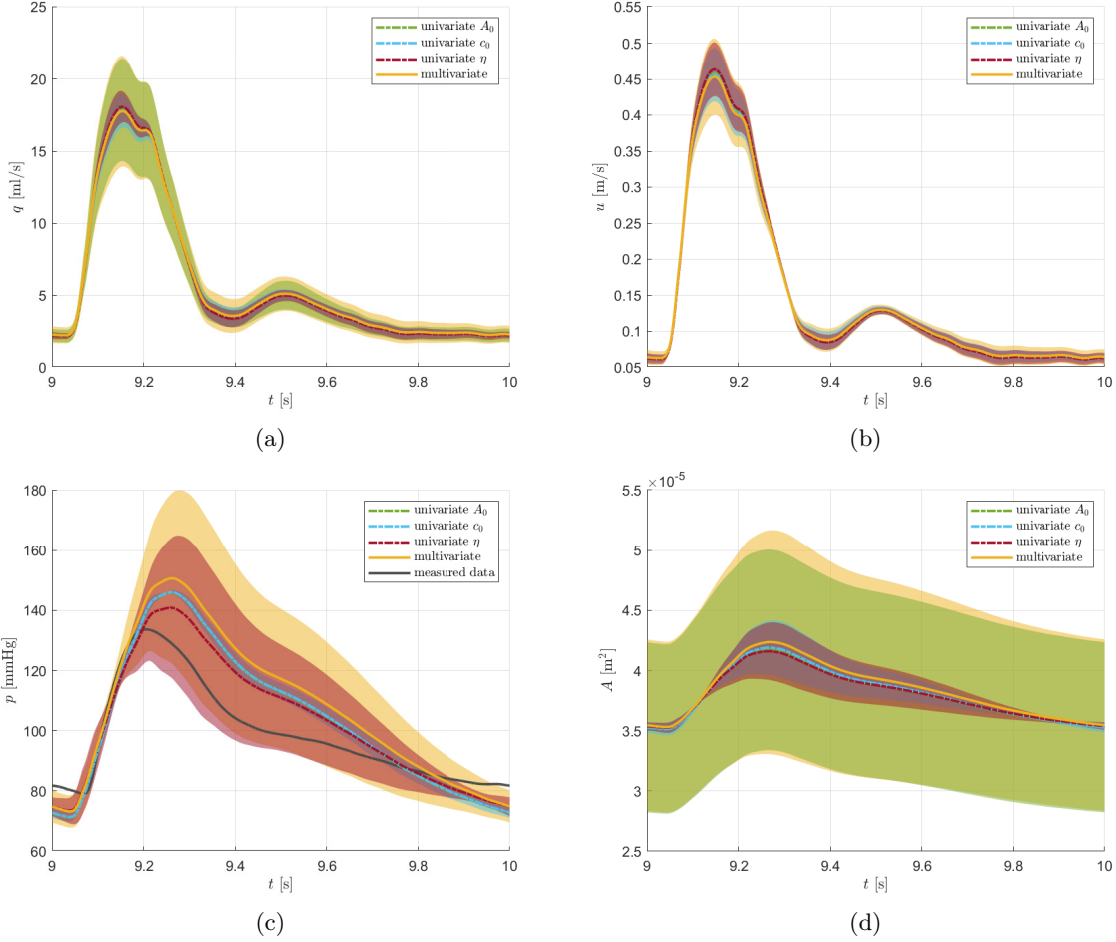 25
20
15
10
5
0
q [ml/s]
9 9.2 9.4 9.6 9.8 10
t [s]
univariate A₀
univariate c₀
univariate η
multivariate
(a)
0.55
0.5
0.45
0.4
0.35
0.3
0.25
0.2
0.15
0.1
0.05
u [m/s]
9 9.2 9.4 9.6 9.8 10
t [s]
univariate A₀
univariate c₀
univariate η
multivariate
(b)
180
160
140
120
100
80
60
p [mmHg]
9 9.2 9.4 9.6 9.8 10
t [s]
univariate A₀
univariate c₀
univariate η
multivariate
measured data
(c)
×10⁻⁵
5.5
5
4.5
4
3.5
3
2.5
A [m²]
9 9.2 9.4 9.6 9.8 10
t [s]
univariate A₀
univariate c₀
univariate η
multivariate
(d)